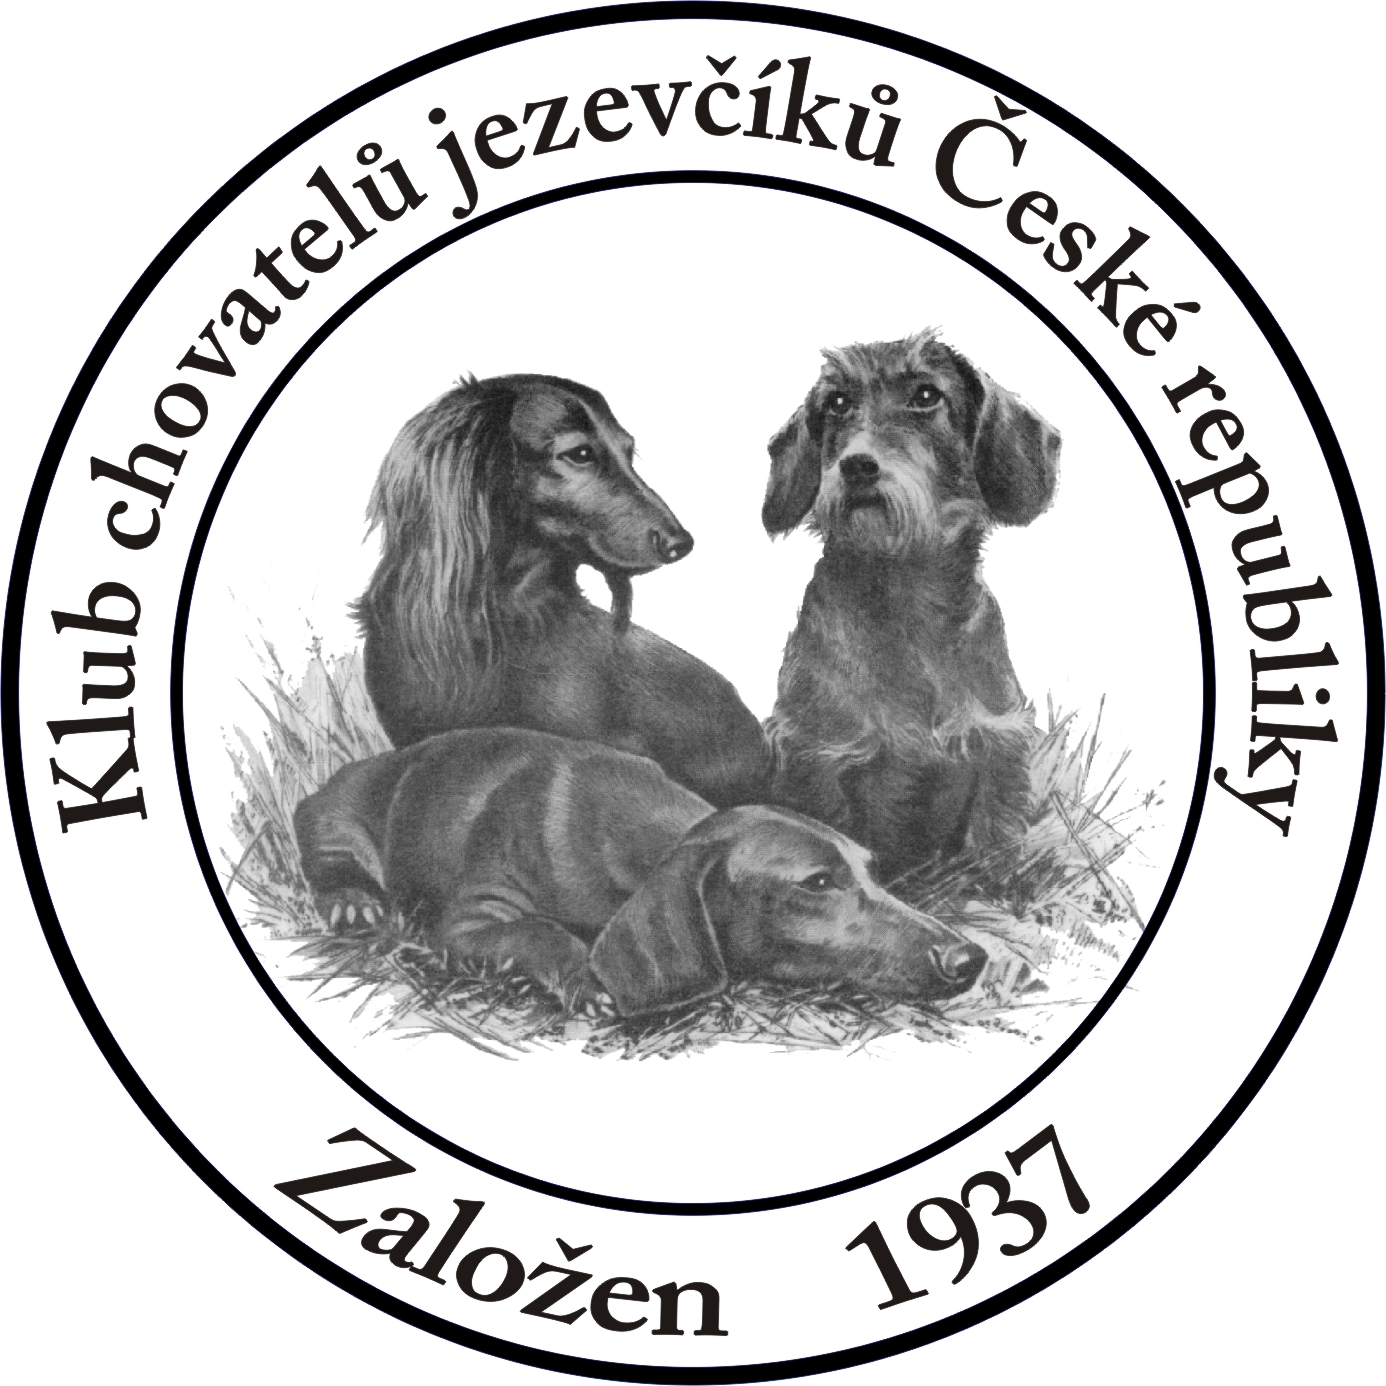 Klub chovatelů jezevčíků České republiky
Založen 1937